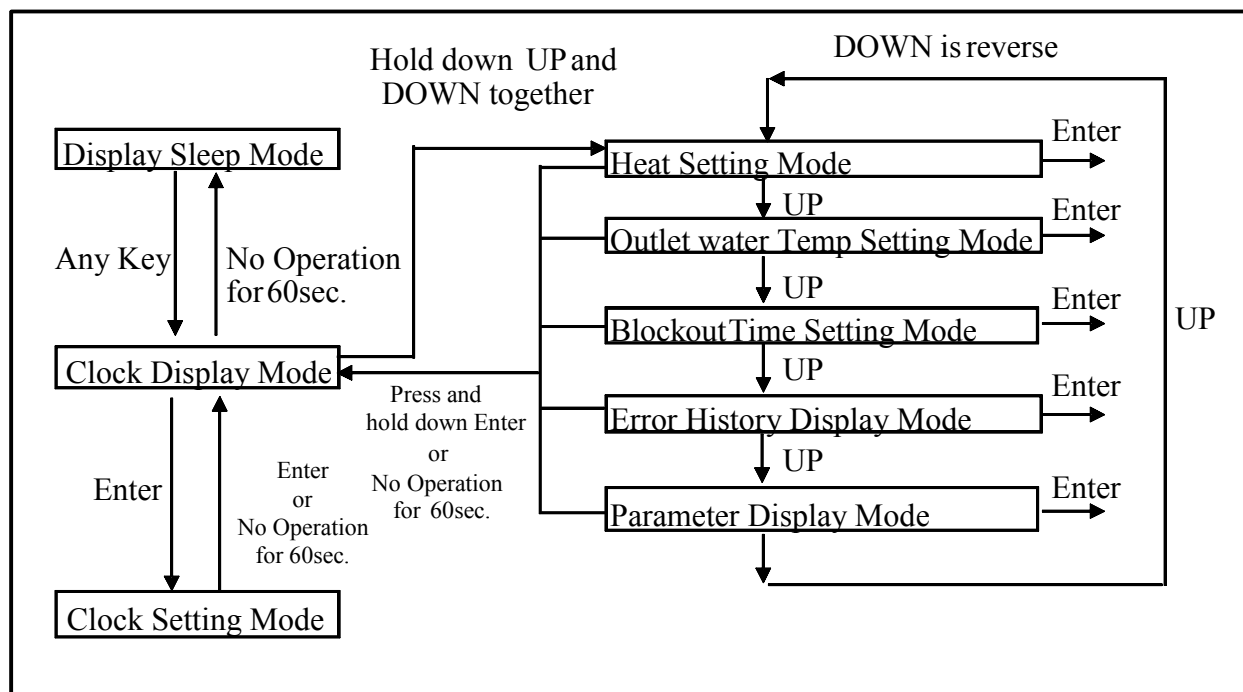 Hold down UP and
DOWN together
DOWN is reverse
Display Sleep Mode
Any Key
No Operation
for 60sec.
Clock Display Mode
Enter
Enter
or
No Operation
for 60sec.
Clock Setting Mode
Press and
hold down Enter
or
No Operation
for 60sec.
Heat Setting Mode
Enter
UP
Outlet water Temp Setting Mode
Enter
UP
Blockout Time Setting Mode
Enter
UP
Error History Display Mode
Enter
UP
Parameter Display Mode
Enter
UP